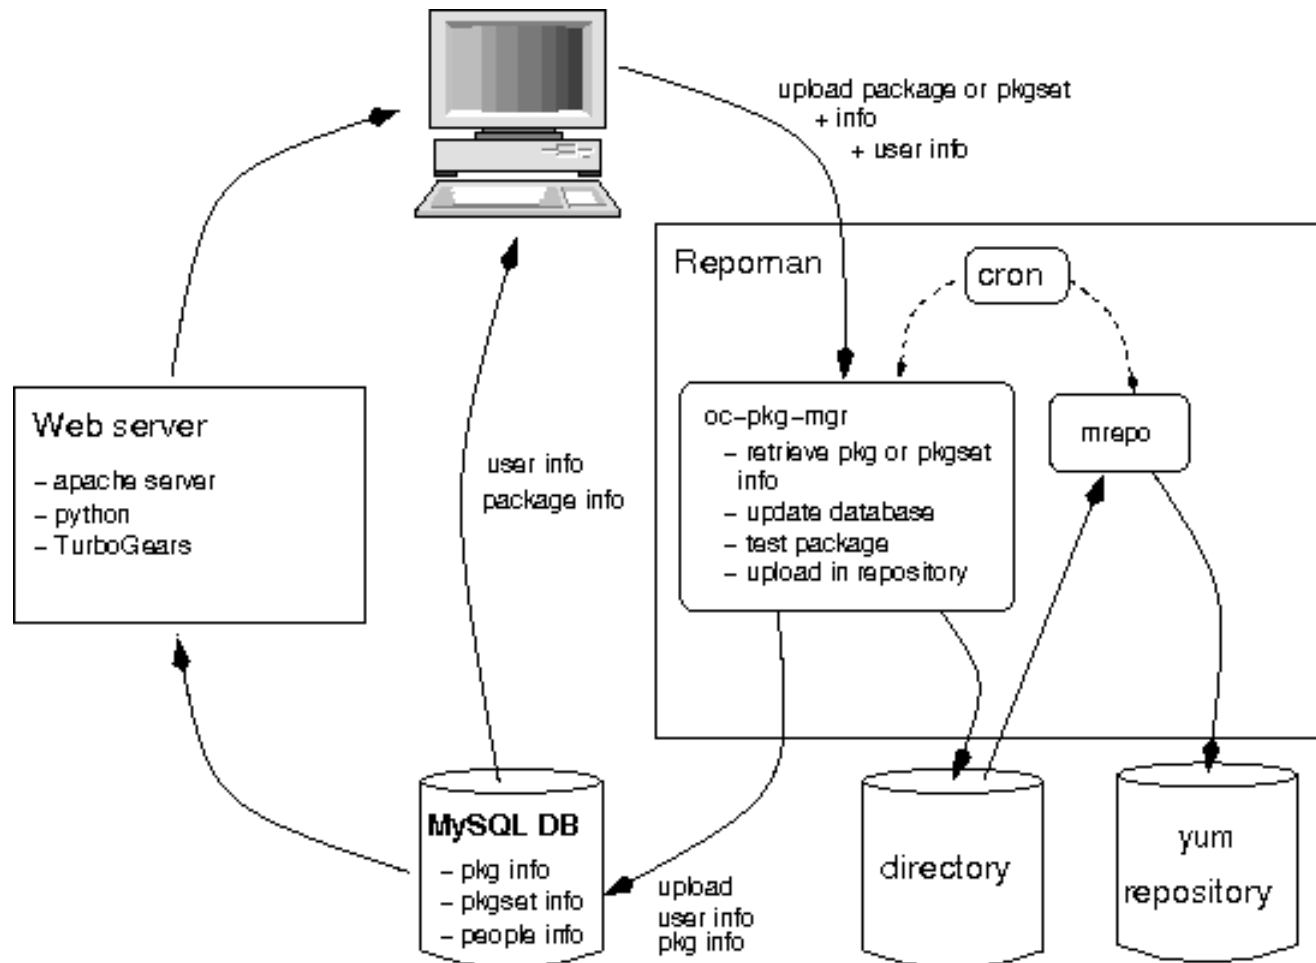 upload package or pkgset
+ info
+ user info
Repoman
cron
Web server
– apache server
– python
– TurboGears
user info
package info
oc–pkg–mgr
– retrieve pkg or pkgset
info
– update database
– test package
– upload in repository
mrepo
MySQL DB
– pkg info
– pkgset info
– people info
upload
user info
pkg info
directory
yum
repository